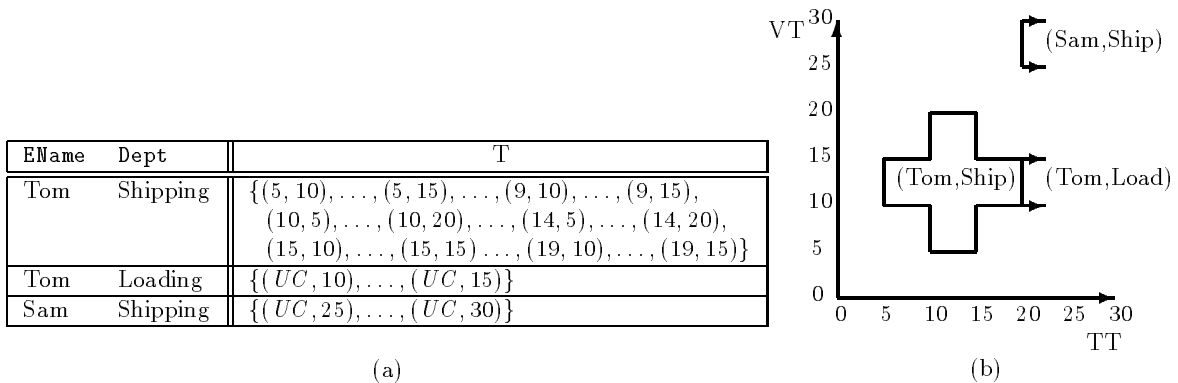 EName Dept T
Tom Shipping {(5, 10), . . . , (5, 15), . . . , (9, 10), . . . , (9, 15),
(10, 5), . . . , (10, 20), . . . , (14, 5), . . . , (14, 20),
(15, 10), . . . , (15, 15) . . . , (19, 10), . . . , (19, 15)}
Tom Loading {(UC, 10), . . . , (UC, 15)}
Sam Shipping {(UC, 25), . . . , (UC, 30)}
(a)
VT 30
25
20
15
10
5
0
(Sam,Ship)
(Tom,Ship) (Tom,Load)
0 5 10 15 20 25 30
TT
(b)